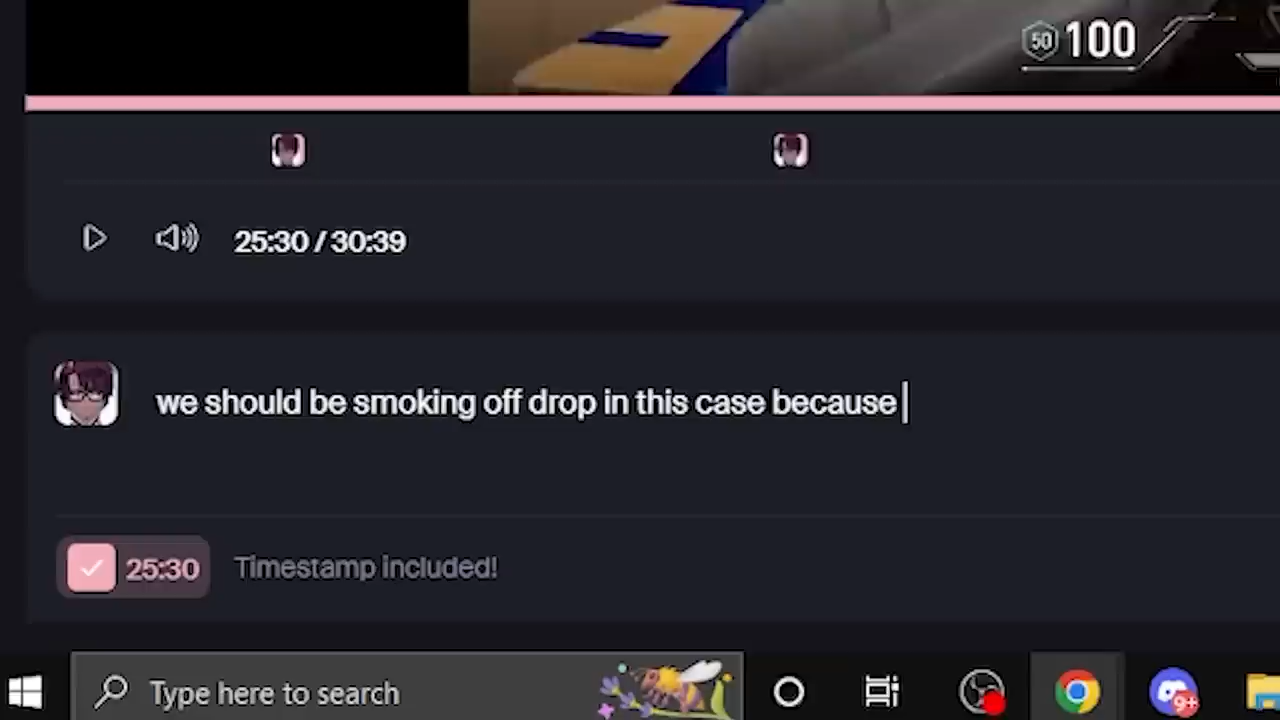 50 100
25:30 / 30:39
we should be smoking off drop in this case because
25:30 Timestamp included!
Type here to search
9+